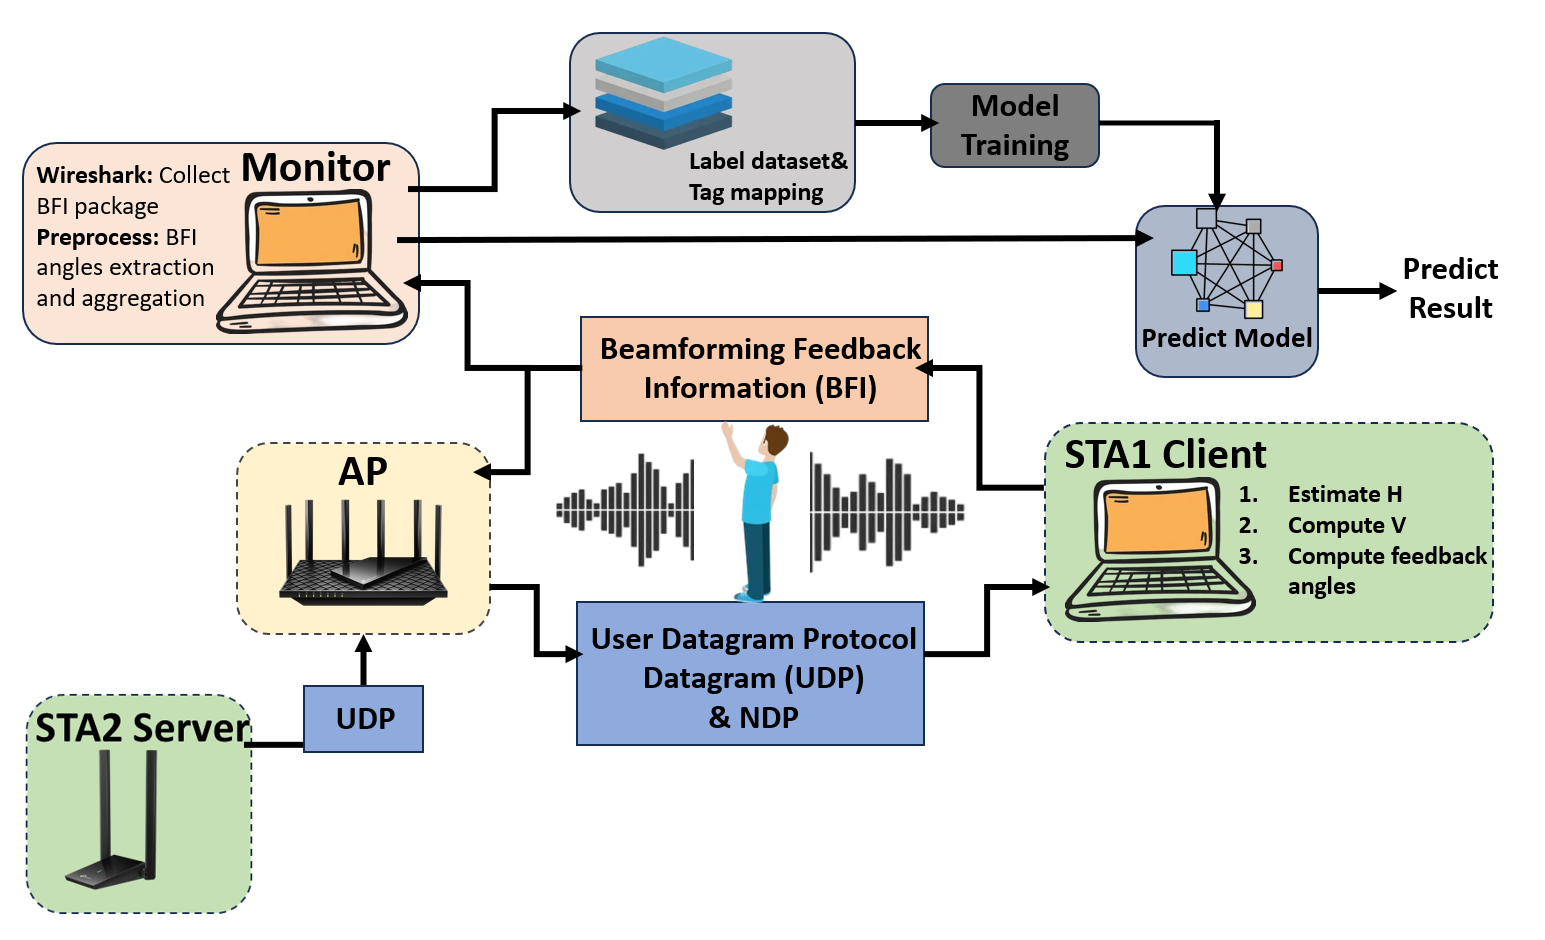 Label dataset&
Tag mapping
Model
Training
Monitor
Wireshark: Collect
BFI package
Preprocess: BFI
angles extraction
and aggregation
Predict Model
Predict
Result
Beamforming Feedback
Information (BFI)
AP
STA1 Client
1. Estimate H
2. Compute V
3. Compute feedback
angles
User Datagram Protocol
Datagram (UDP)
& NDP
UDP
STA2 Server